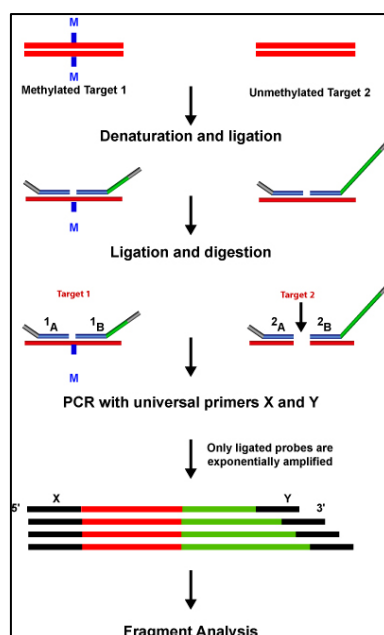 M
M
Methylated Target 1
Unmethylated Target 2
Denaturation and ligation
M
Ligation and digestion
Target 1
Target 2
1A
1B
2A
2B
M
PCR with universal primers X and Y
Only ligated probes are
exponentially amplified
X
Y
5'
3'
Fragment Analysis